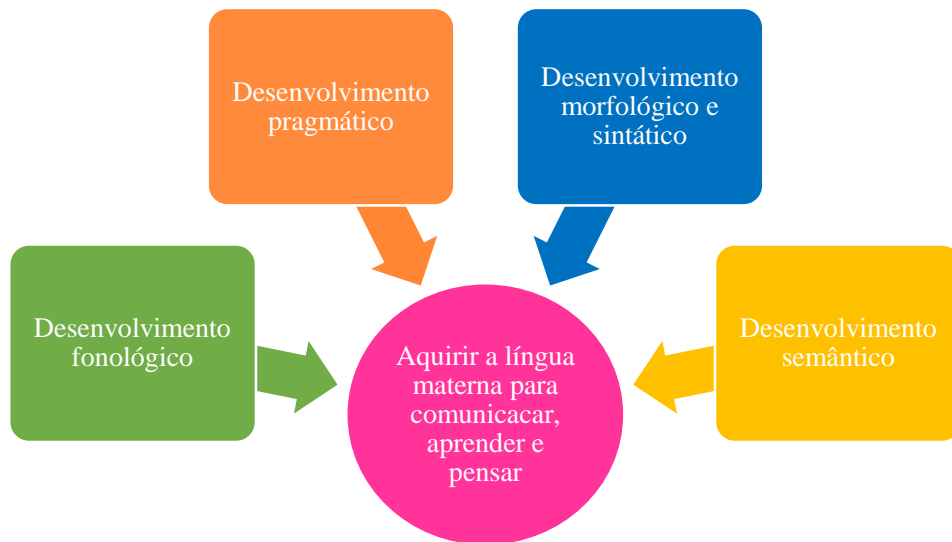 Desenvolvimento
pragmático
Desenvolvimento
morfológico e
sintático
Desenvolvimento
fonológico
Desenvolvimento
semântico
Aquirir a língua
materna para
comunicacar,
aprender e
pensar